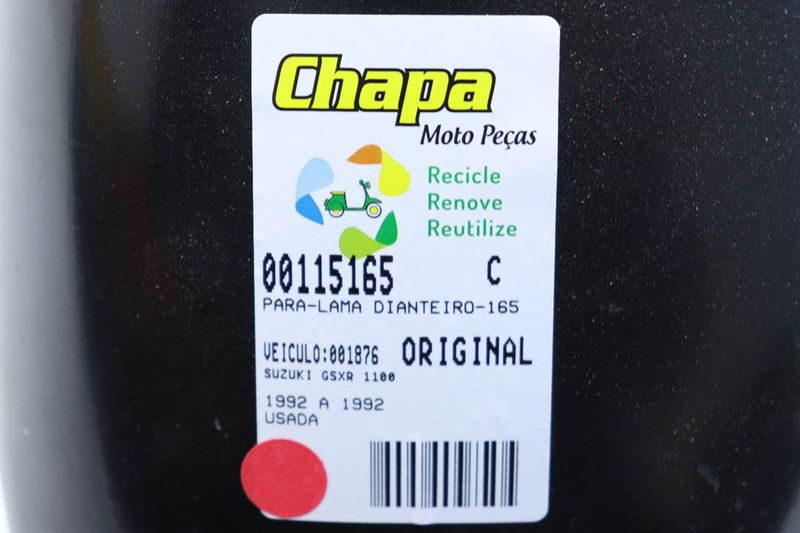 Chapa
Moto Peças
Recicle
Renove
Reutilize
00115165 C
PARA-LAMA DIANTEIRO-165
VEICULO:001876 ORIGINAL
SUZUKI GSXR 1100
1992 A 1992
USADA